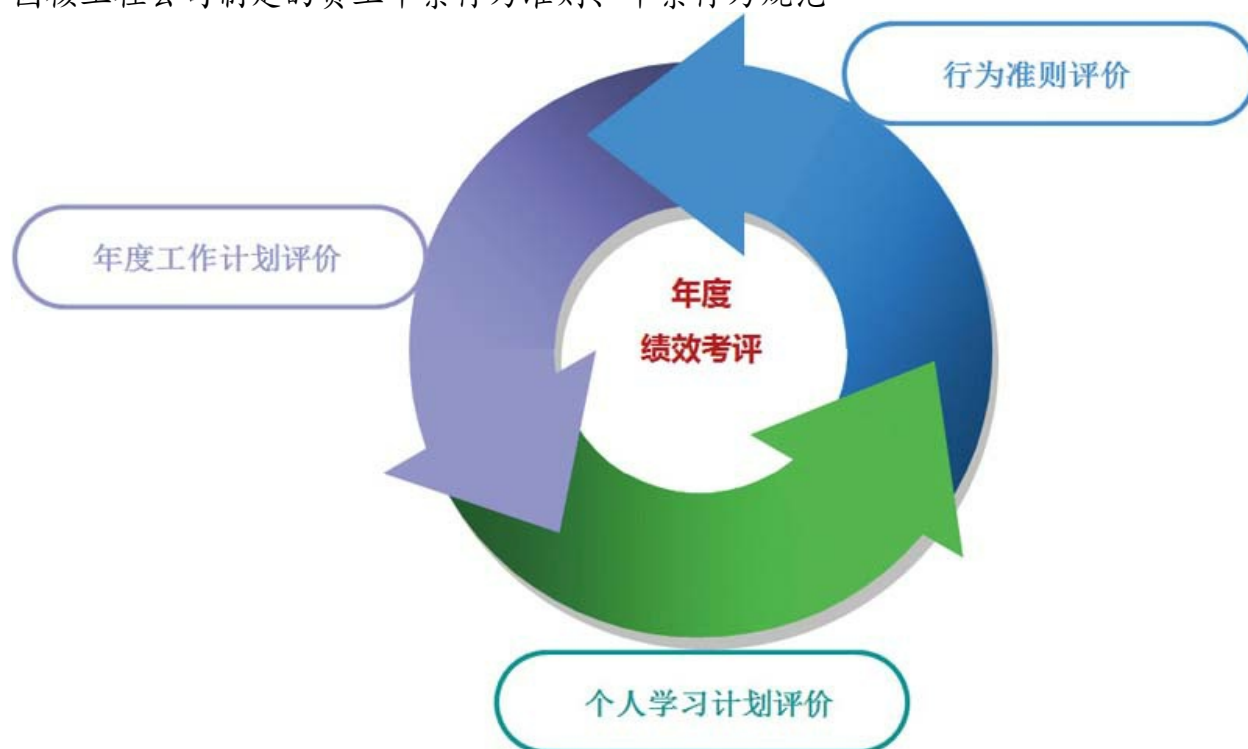 行为准则评价
年度工作计划评价
年度
绩效考评
个人学习计划评价